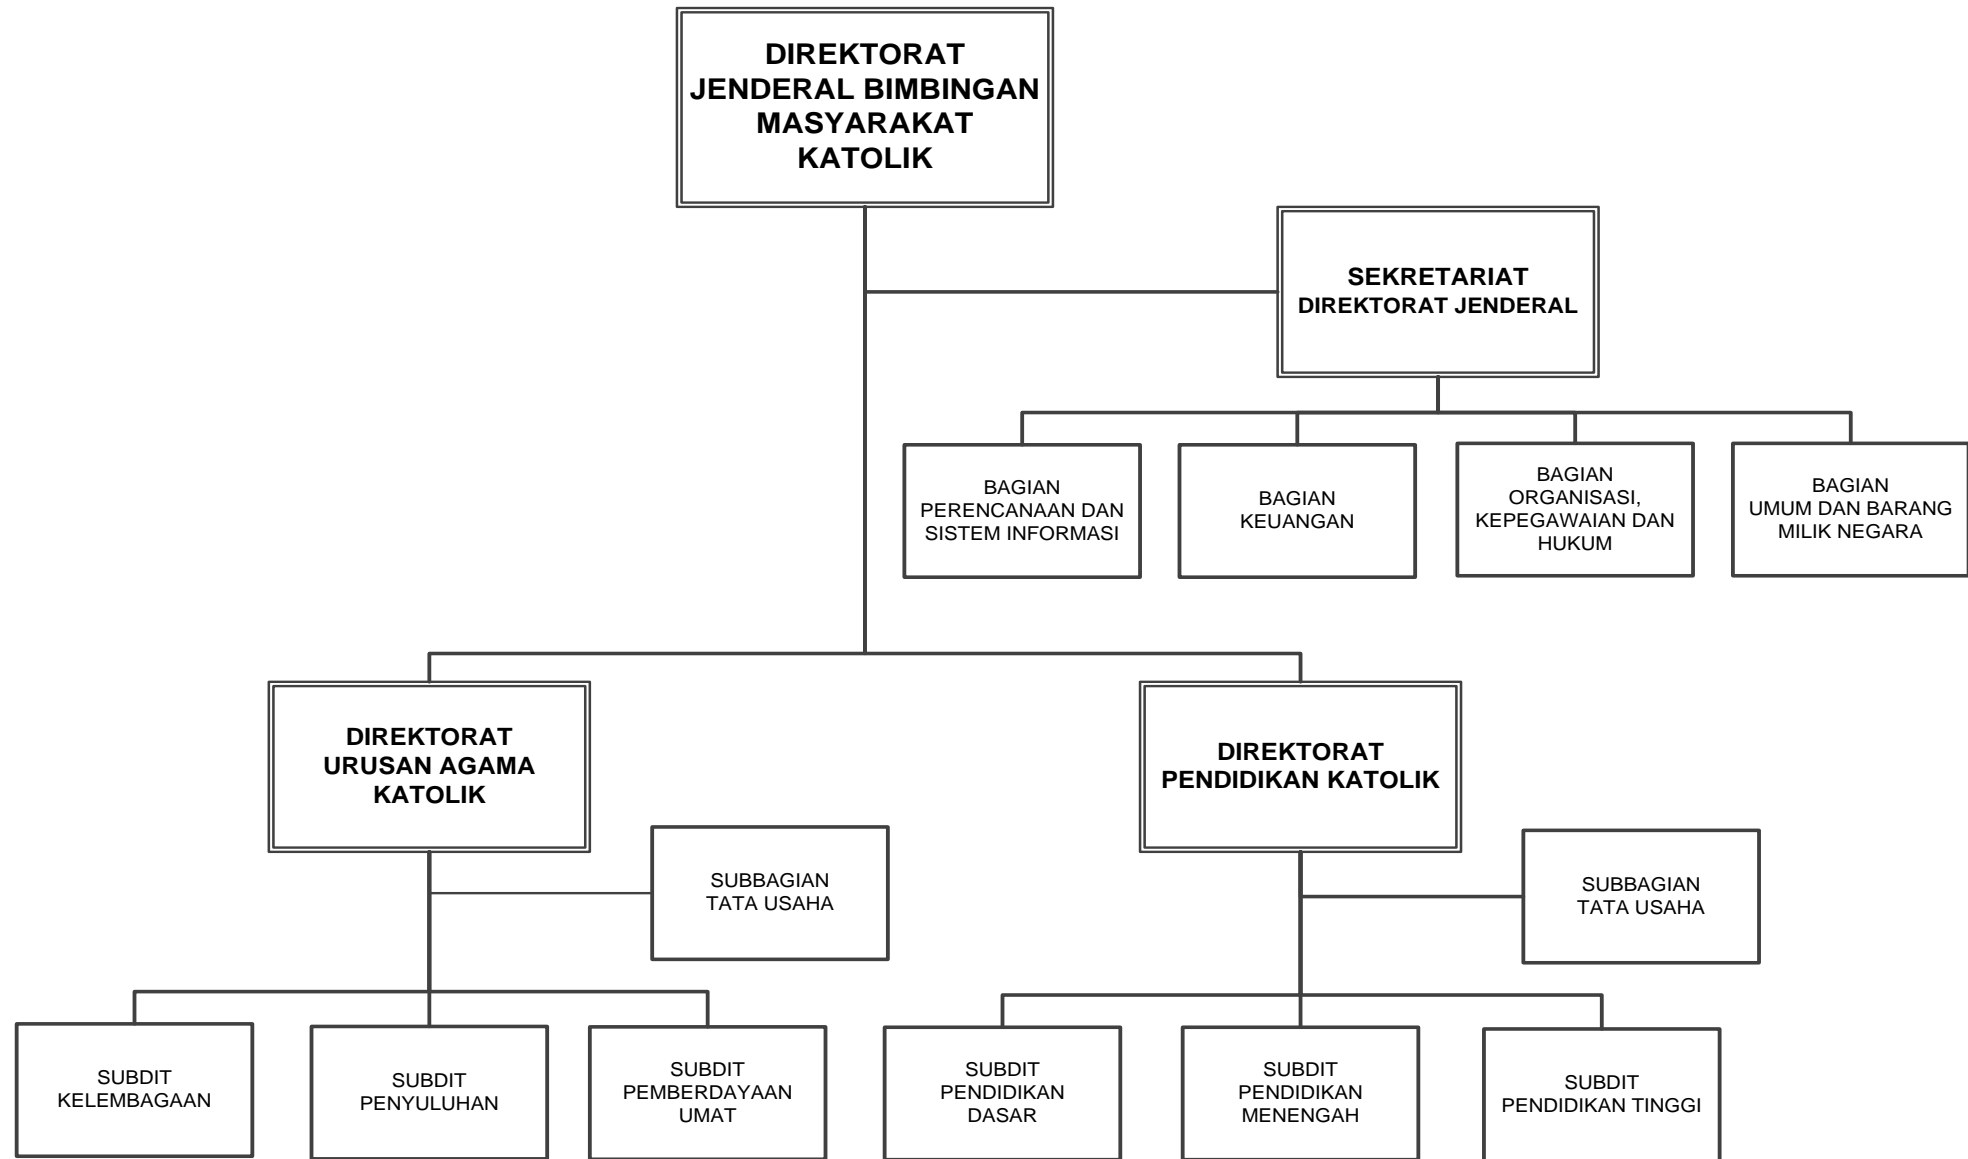 DIREKTORAT
JENDERAL BIMBINGAN
MASYARAKAT
KATOLIK
SEKRETARIAT
DIREKTORAT JENDERAL
BAGIAN
PERENCANAAN DAN
SISTEM INFORMASI
BAGIAN
KEUANGAN
BAGIAN
ORGANISASI,
KEPEGAWAIAN DAN
HUKUM
BAGIAN
UMUM DAN BARANG
MILIK NEGARA
DIREKTORAT
URUSAN AGAMA
KATOLIK
DIREKTORAT
PENDIDIKAN KATOLIK
SUBBAGIAN
TATA USAHA
SUBBAGIAN
TATA USAHA
SUBDIT
KELEMBAGAAN
SUBDIT
PENYULUHAN
SUBDIT
PEMBERDAYAAN
UMAT
SUBDIT
PENDIDIKAN
DASAR
SUBDIT
PENDIDIKAN
MENENGAH
SUBDIT
PENDIDIKAN TINGGI